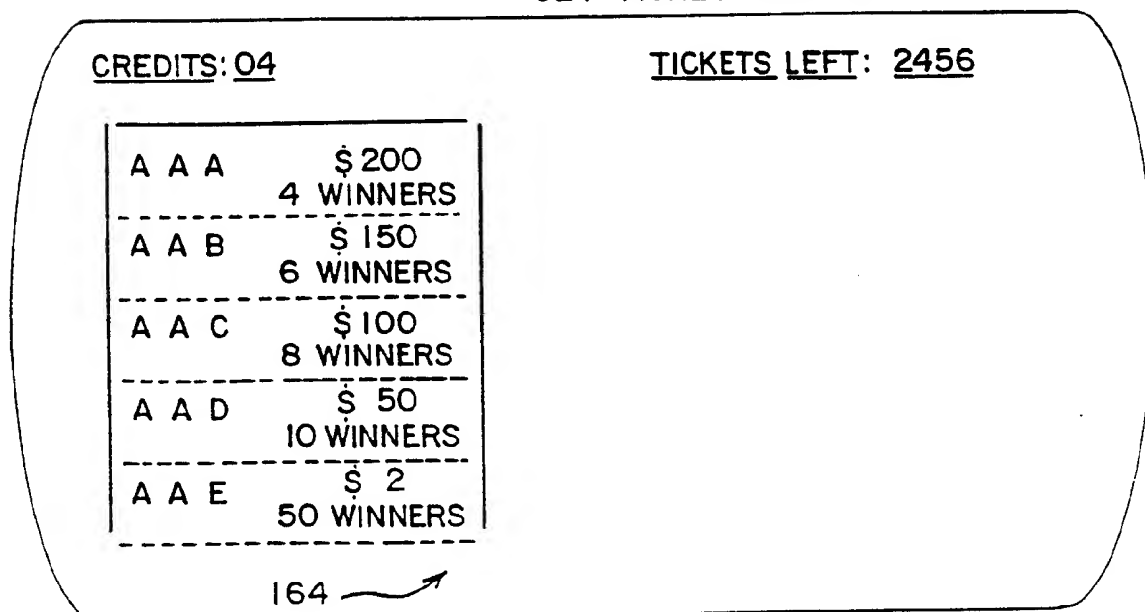 CREDITS: 04 TICKETS LEFT: 2456
A A A $200
4 WINNERS
A A B $150
6 WINNERS
A A C $100
8 WINNERS
A A D $ 50
10 WINNERS
A A E $ 2
50 WINNERS
164